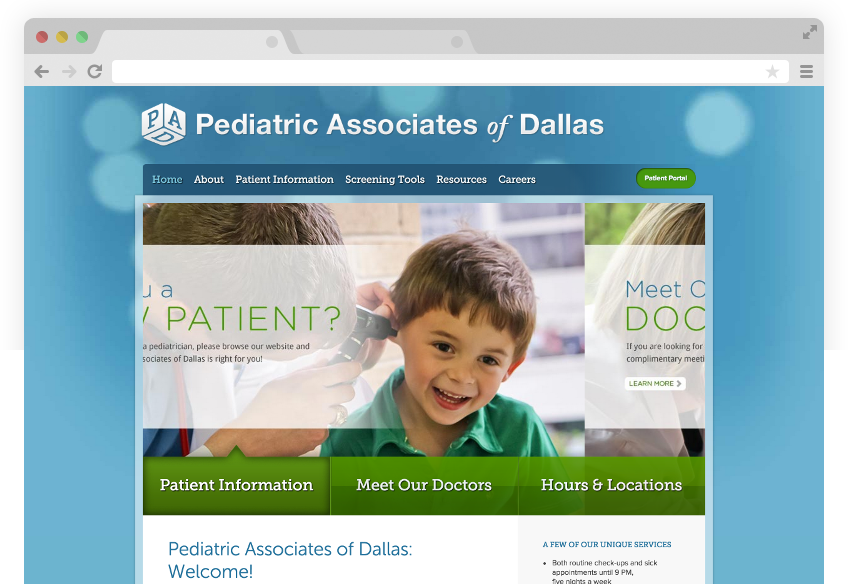 PAD
Pediatric Associates of Dallas
Home About Patient Information Screening Tools Resources Careers
Patient Portal
u a
PATIENT?
a pediatrician, please browse our website and
sociates of Dallas is right for you!
Meet
DOC
If you are looking for
complimentary meeti
LEARN MORE
Patient Information
Meet Our Doctors
Hours & Locations
Pediatric Associates of Dallas:
Welcome!
A FEW OF OUR UNIQUE SERVICES
• Both routine check-ups and sick
appointments until 9 PM,
five nights a week